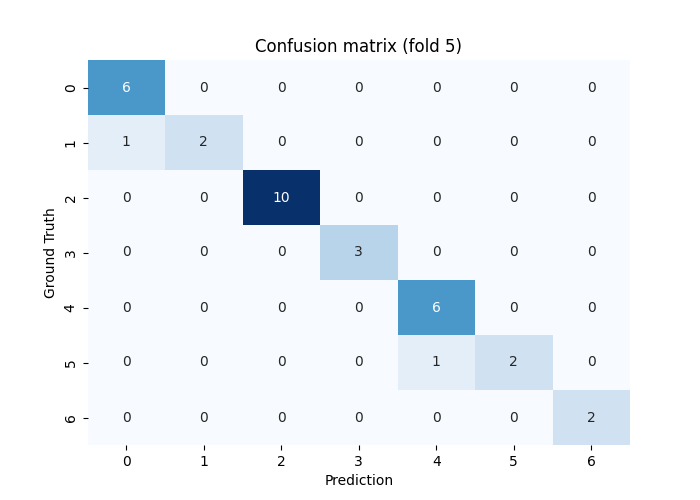 Confusion matrix (fold 5)
Ground Truth
0 6 0 0 0 0 0 0
1 1 2 0 0 0 0 0
2 0 0 10 0 0 0 0
3 0 0 0 3 0 0 0
4 0 0 0 0 6 0 0
5 0 0 0 0 1 2 0
6 0 0 0 0 0 0 2
0 1 2 3 4 5 6
Prediction